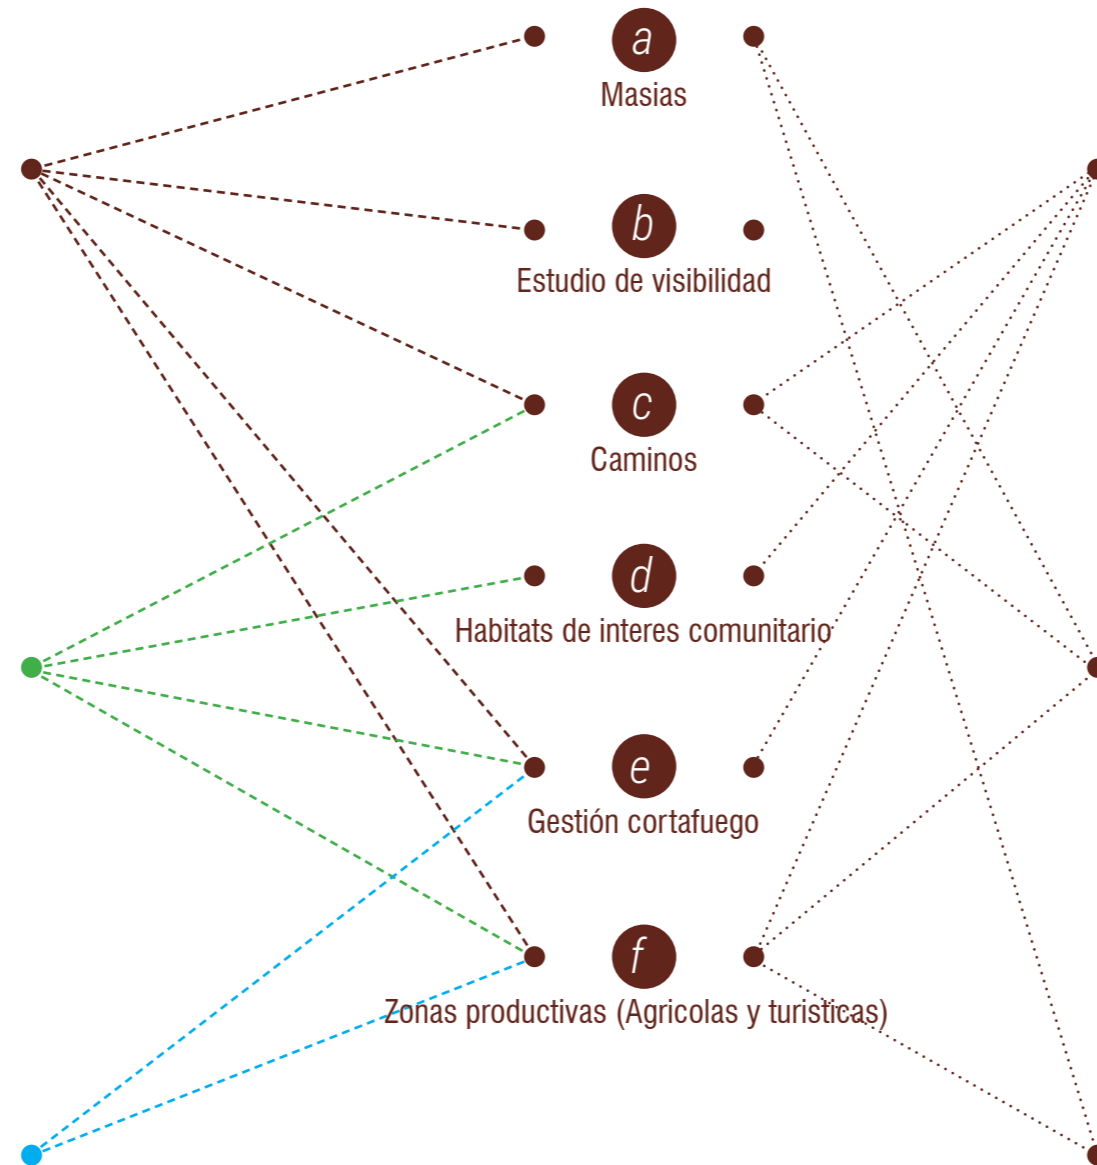 a
Masias
b
Estudio de visibilidad
c
Caminos
d
Habitats de interes comunitario
e
Gestión cortafuego
f
Zonas productivas (Agricolas y turisticas)